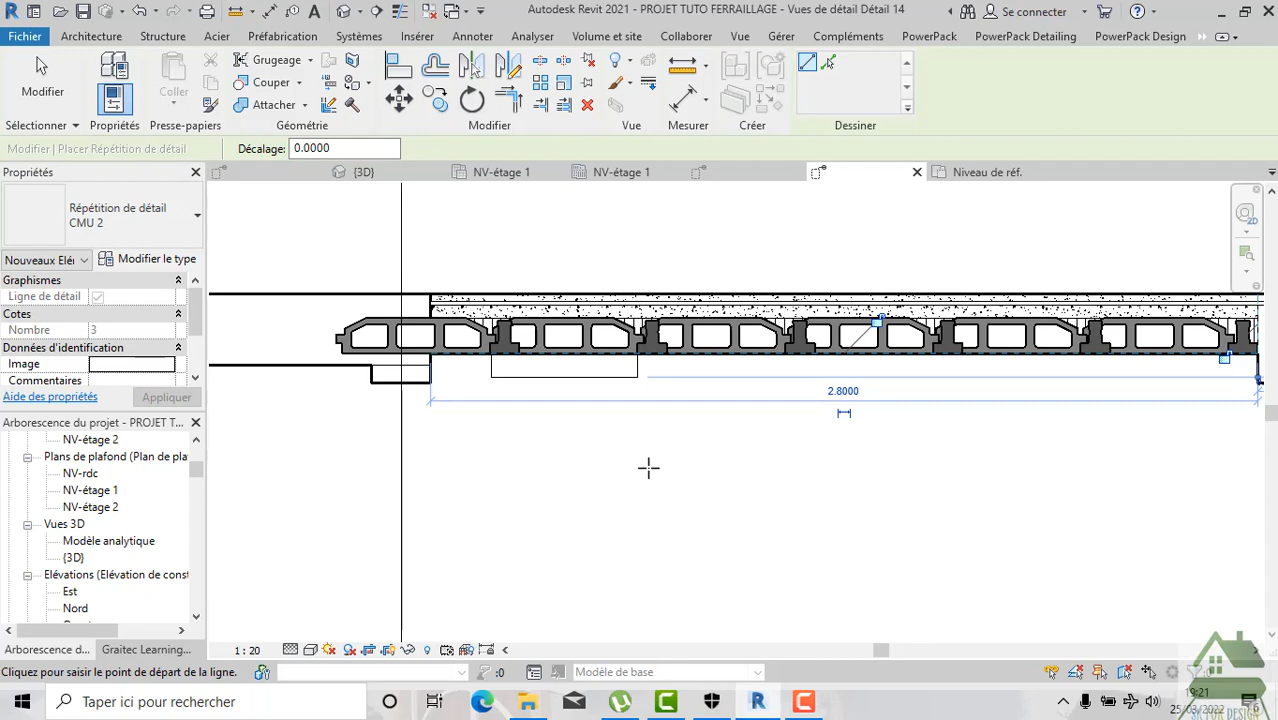 Autodesk Revit 2021 - PROJET TUTO FERRAILLAGE - Vues de détail Détail 14
Se connecter
Fichier Architecture Structure Acier Préfabrication Systèmes Insérer Annoter Analyser Volume et site Collaborer Vue Gérer Compléments PowerPack PowerPack Detailing PowerPack Design
Modifier
Coller
Grugeage
Couper
Attacher
Sélectionner Propriétés Presse-papiers Géométrie Modifier Vue Mesurer Créer Dessiner
Modifier | Placer Répétition de détail Décalage: 0.0000
Propriétés
{3D} NV-étage 1 NV-étage 1 Niveau de réf.
Répétition de détail
CMU 2
Nouveaux Elé Modifier le type
Graphismes
Ligne de détail
Cotes
Nombre 3
Données d'identification
Image
Commentaires
Aide des propriétés Appliquer
Arborescence du projet - PROJET T...
NV-étage 2
Plans de plafond (Plan de pla
NV-rdc
NV-étage 1
NV-étage 2
Vues 3D
Modèle analytique
{3D}
Elévations (Elévation de const
Est
Nord
Arborescence d... Graitec Learning...
2D
2.8000
1 : 20
Cliquez pour saisir le point de départ de la ligne.
:0
Modèle de base
Taper ici pour rechercher
19:21
25/03/2022